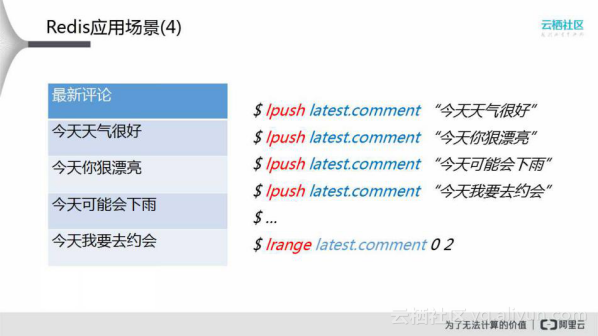 Redis应用场景(4)
云栖社区
最新评论
今天天气很好
今天你狠漂亮
今天可能会下雨
今天我要去约会
$ lpush latest.comment “今天天气很好”
$ lpush latest.comment “今天你狠漂亮”
$ lpush latest.comment “今天可能会下雨”
$ lpush latest.comment “今天我要去约会”
$ ...
$ lrange latest.comment 0 2
云栖社区 yq.aliyun.com
为了无法计算的价值 | 阿里云